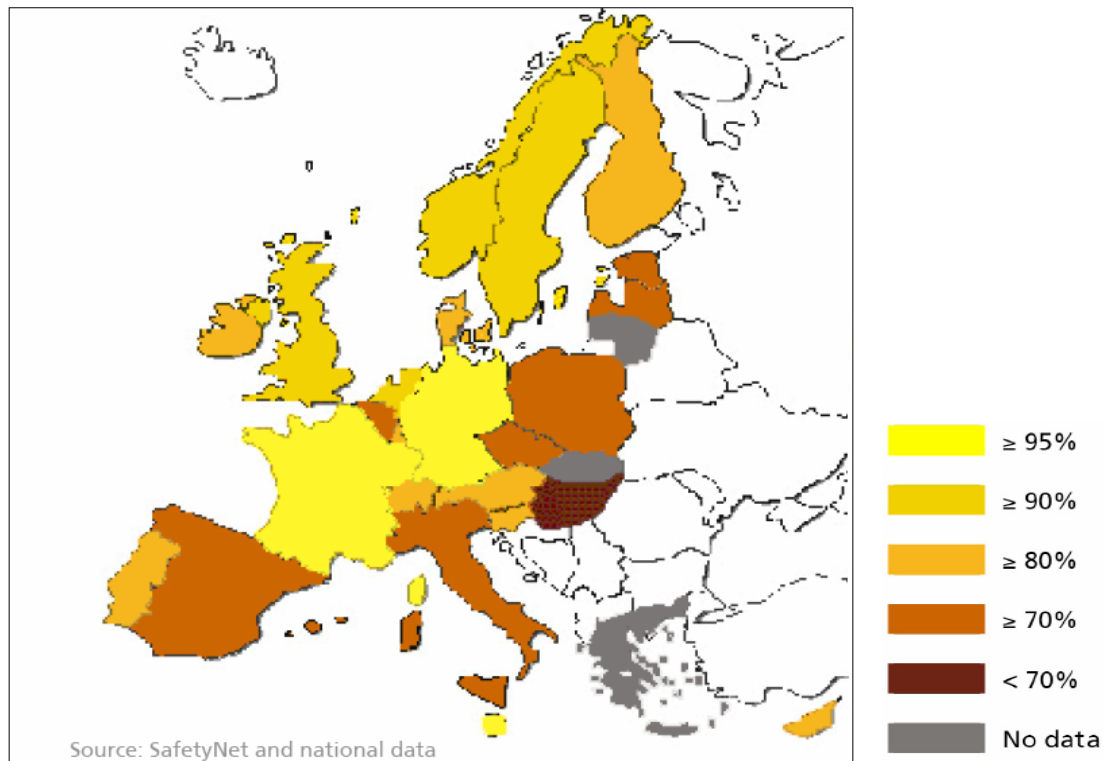 ≥ 95%
≥ 90%
≥ 80%
≥ 70%
< 70%
No data
Source: SafetyNet and national data